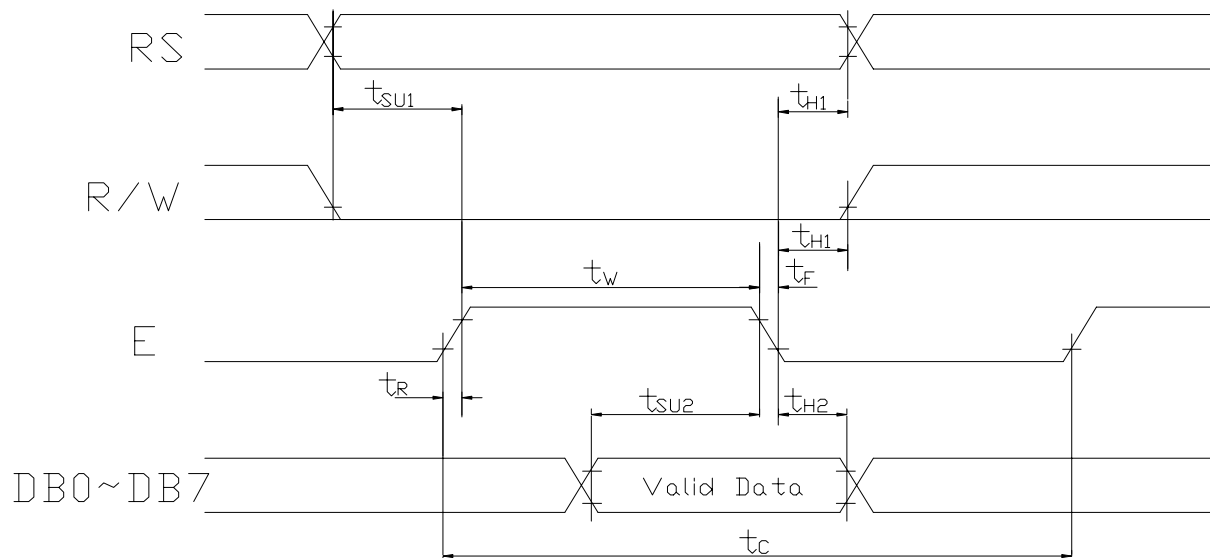 RS
tSU1
tH1
R/W
tH1
tW
tF
E
tR
tSU2
tH2
DB0~DB7
Valid Data
tC